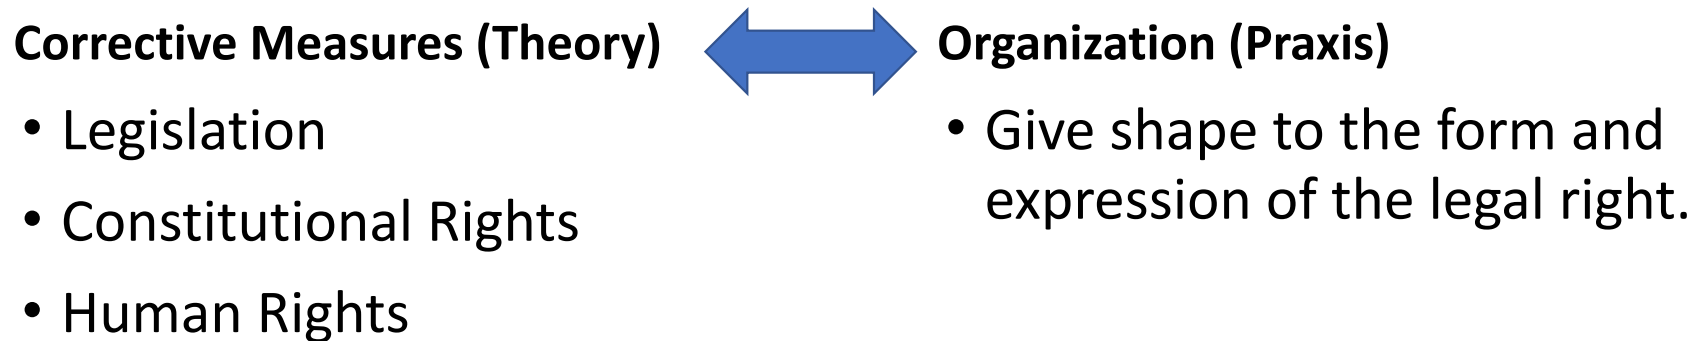 Corrective Measures (Theory)
• Legislation
• Constitutional Rights
• Human Rights
Organization (Praxis)
• Give shape to the form and
expression of the legal right.